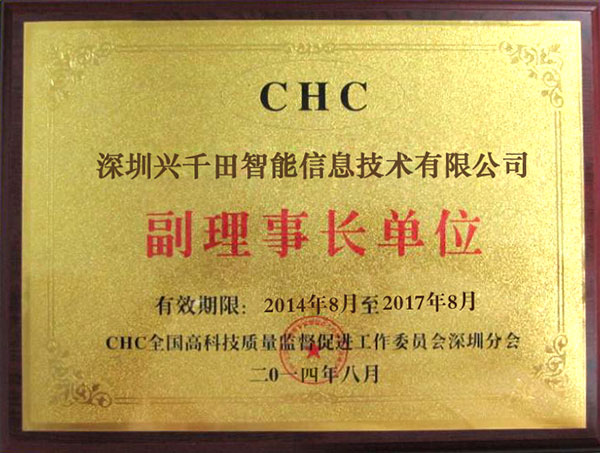 CHC
深圳兴千田智能信息技术有限公司
副理事长单位
有效期限：2014年8月至2017年8月
CHC全国高科技质量监督促进工作委员会深圳分会
二〇一四年八月